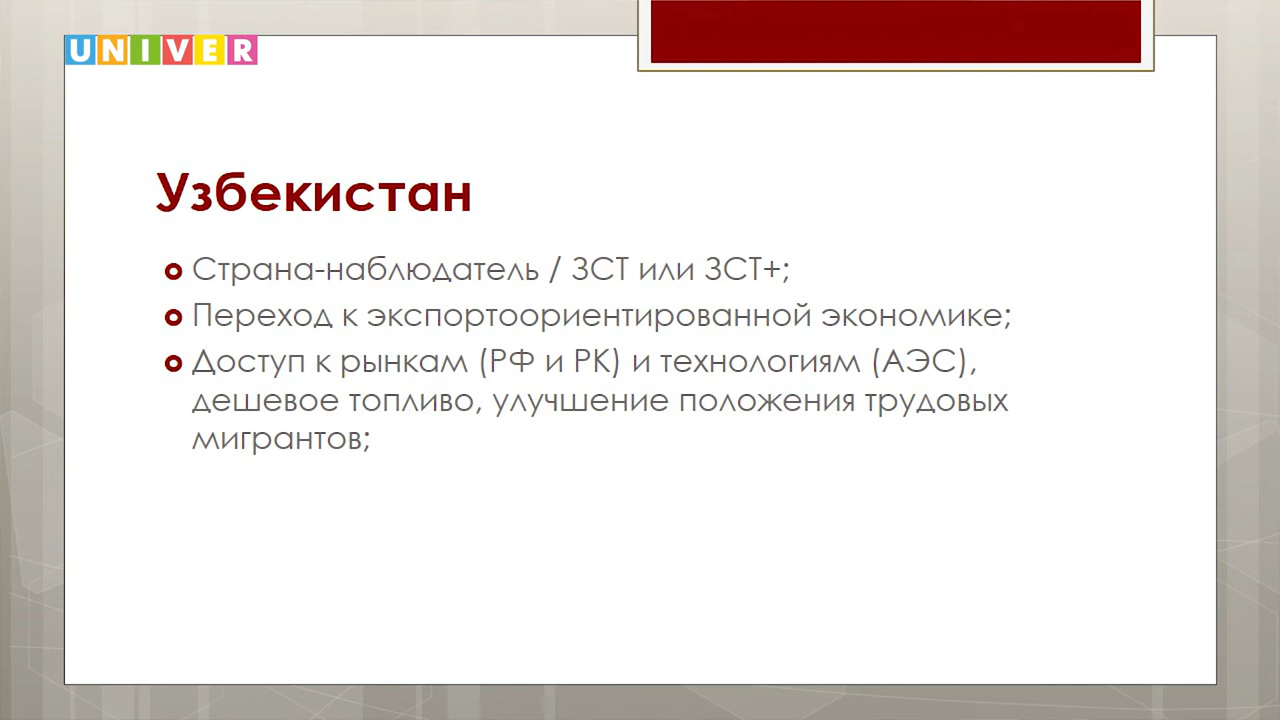 UNIVER
Узбекистан
Страна-наблюдатель / ЗСТ или ЗСТ+;
Переход к экспортоориентированной экономике;
Доступ к рынкам (РФ и РК) и технологиям (АЭС),
дешевое топливо, улучшение положения трудовых
мигрантов;